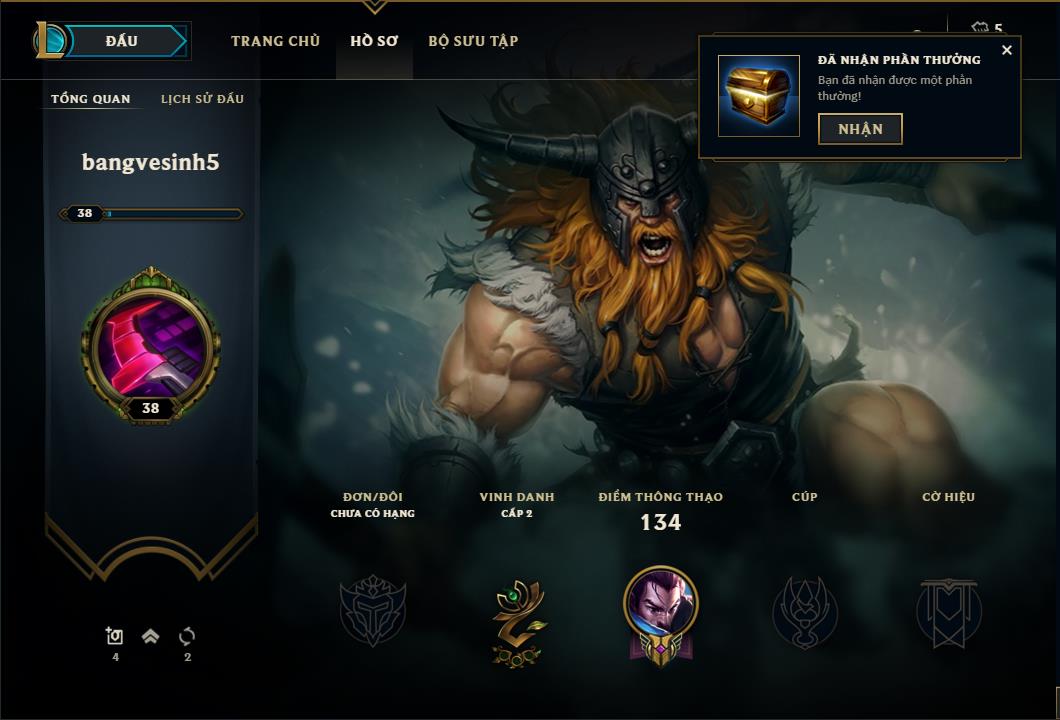 ĐẤU
TRANG CHỦ
HỒ SƠ
BỘ SƯU TẬP
5
ĐÃ NHẬN PHẦN THƯỞNG
Bạn đã nhận được một phần
thưởng!
NHẬN
TỔNG QUAN
LỊCH SỬ ĐẤU
bangvesinh5
38
38
ĐƠN/ĐÔI
CHƯA CÓ HẠNG
VINH DANH
CẤP 2
ĐIỂM THÔNG THẠO
134
CÚP
CỜ HIỆU
4
2